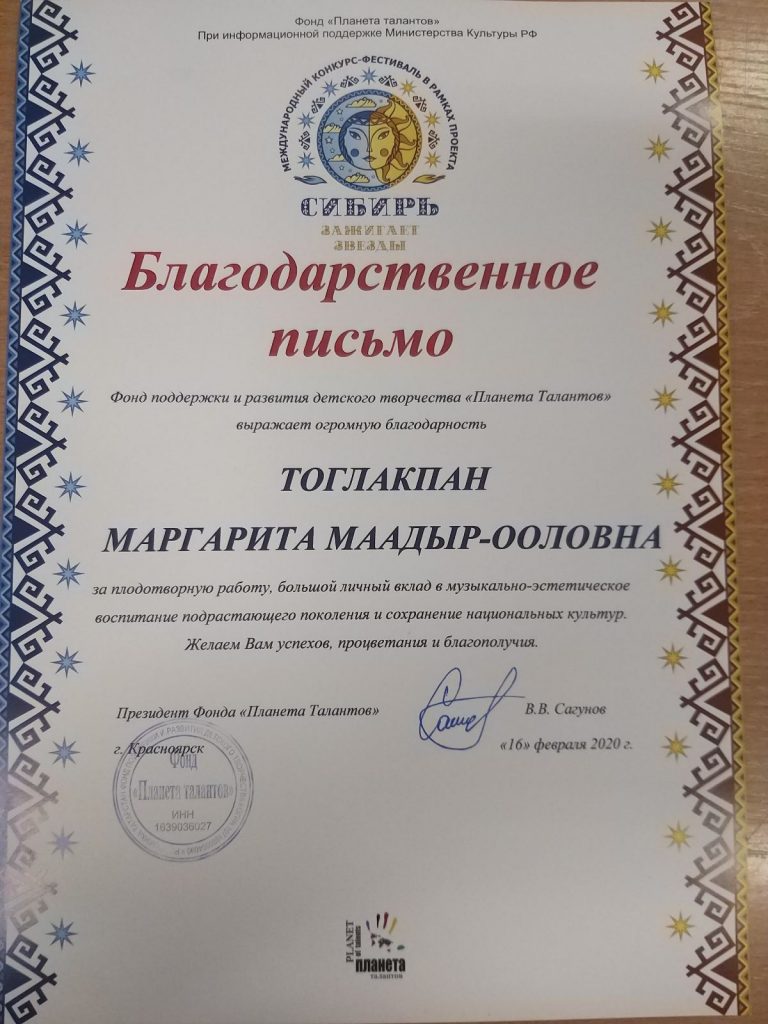 Фонд «Планета талантов»
При информационной поддержке Министерства Культуры РФ
МЕЖДУНАРОДНЫЙ КОНКУРС-ФЕСТИВАЛЬ В РАМКАХ ПРОЕКТА
СИБИРЬ
ЗАЖИГАЕТ
ЗВЕЗДЫ
Благодарственное
письмо
Фонд поддержки и развития детского творчества «Планета Талантов»
выражает огромную благодарность
ТОГЛАКПАН
МАРГАРИТА МААДЫР-ООЛОВНА
за плодотворную работу, большой личный вклад в музыкально-эстетическое
воспитание подрастающего поколения и сохранение национальных культур.
Желаем Вам успехов, процветания и благополучия.
Президент Фонда «Планета Талантов»
В.В. Сагунов
г. Красноярск
«16» февраля 2020 г.
Фонд
«Планета талантов»
ИНН
1639036027
PLANET
of talents
планета
талантов